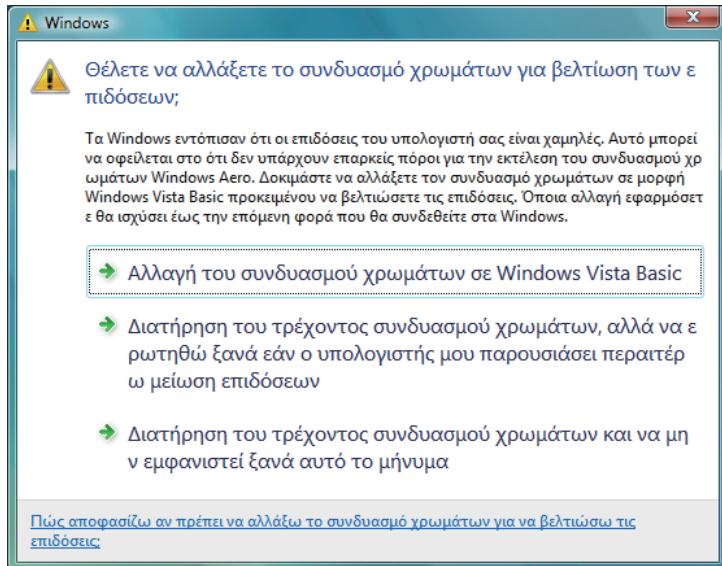 Windows
Θέλετε να αλλάξετε το συνδυασμό χρωμάτων για βελτίωση των ε
πιδόσεων;
Τα Windows εντόπισαν ότι οι επιδόσεις του υπολογιστή σας είναι χαμηλές. Αυτό μπορεί
να οφείλεται στο ότι δεν υπάρχουν επαρκείς πόροι για την εκτέλεση του συνδυασμού χρ
ωμάτων Windows Aero. Δοκιμάστε να αλλάξετε τον συνδυασμό χρωμάτων σε μορφή
Windows Vista Basic προκειμένου να βελτιώσετε τις επιδόσεις. Όποια αλλαγή εφαρμόσετ
ε θα ισχύσει έως την επόμενη φορά που θα συνδεθείτε στα Windows.
Αλλαγή του συνδυασμού χρωμάτων σε Windows Vista Basic
Διατήρηση του τρέχοντος συνδυασμού χρωμάτων, αλλά να ε
ρωτηθώ ξανά εάν ο υπολογιστής μου παρουσιάσει περαιτέρ
ω μείωση επιδόσεων
Διατήρηση του τρέχοντος συνδυασμού χρωμάτων και να μη
ν εμφανιστεί ξανά αυτό το μήνυμα
Πώς αποφασίζω αν πρέπει να αλλάξω το συνδυασμό χρωμάτων για να βελτιώσω τις
επιδόσεις;